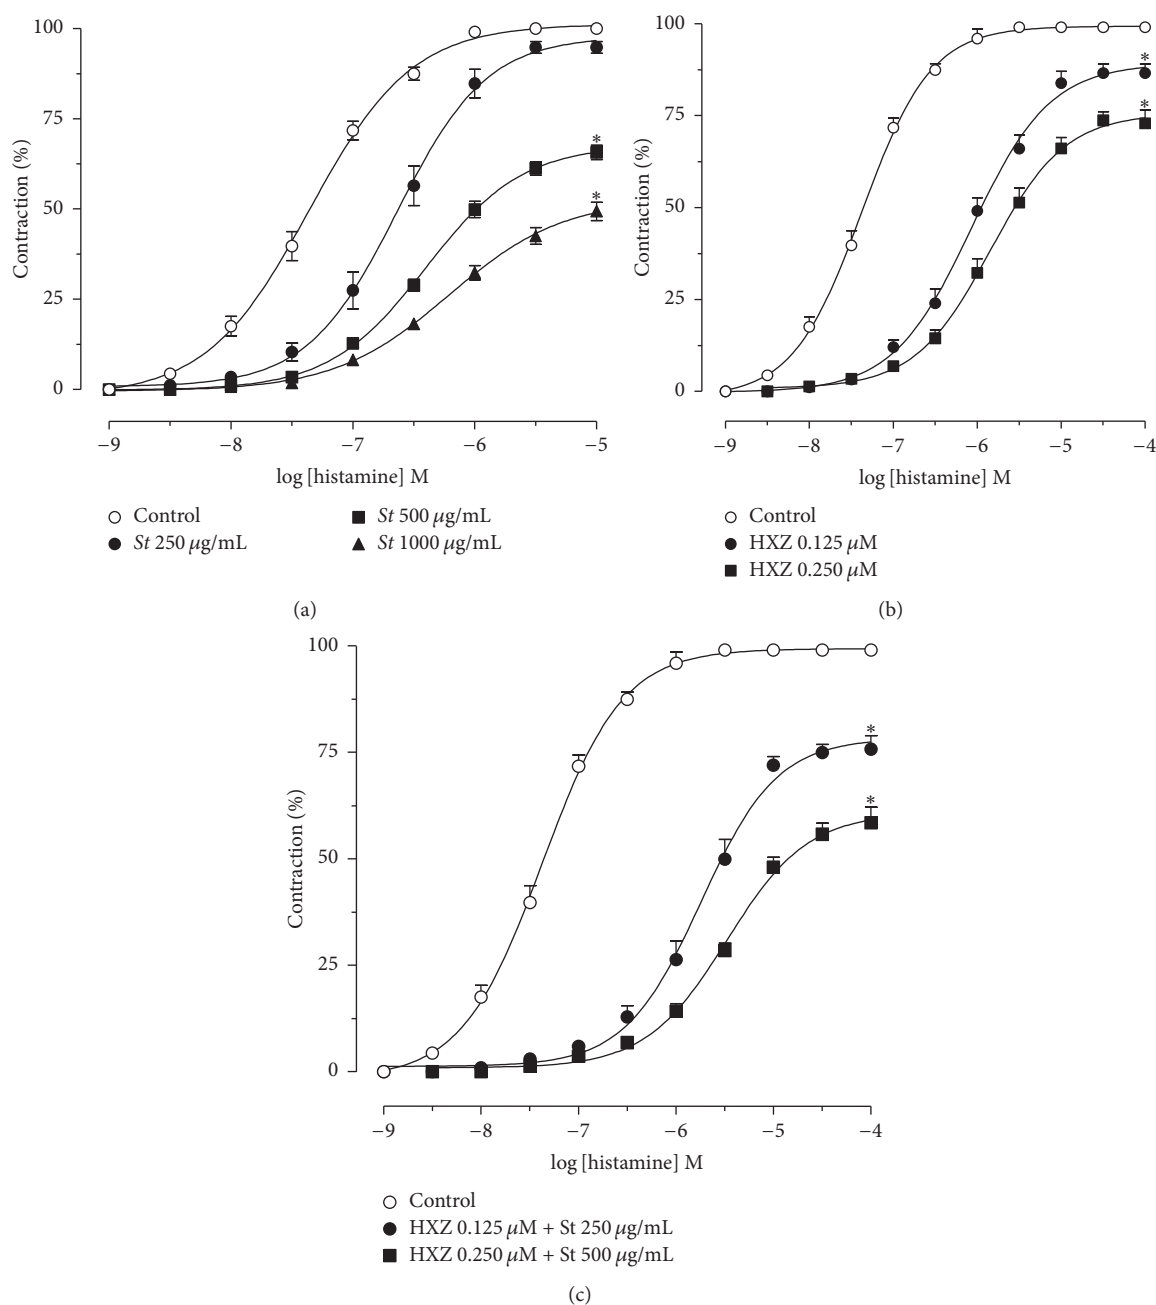 100
75
50
25
0
Contraction (%)
*
*
−9
−8
−7
−6
−5
log [histamine] M
Control
St 250 µg/mL
St 500 µg/mL
St 1000 µg/mL
(a)
100
75
50
25
0
Contraction (%)
*
*
−9
−8
−7
−6
−5
−4
log [histamine] M
Control
HXZ 0.125 µM
HXZ 0.250 µM
(b)
100
75
50
25
0
Contraction (%)
*
*
−9
−8
−7
−6
−5
−4
log [histamine] M
Control
HXZ 0.125 µM + St 250 µg/mL
HXZ 0.250 µM + St 500 µg/mL
(c)